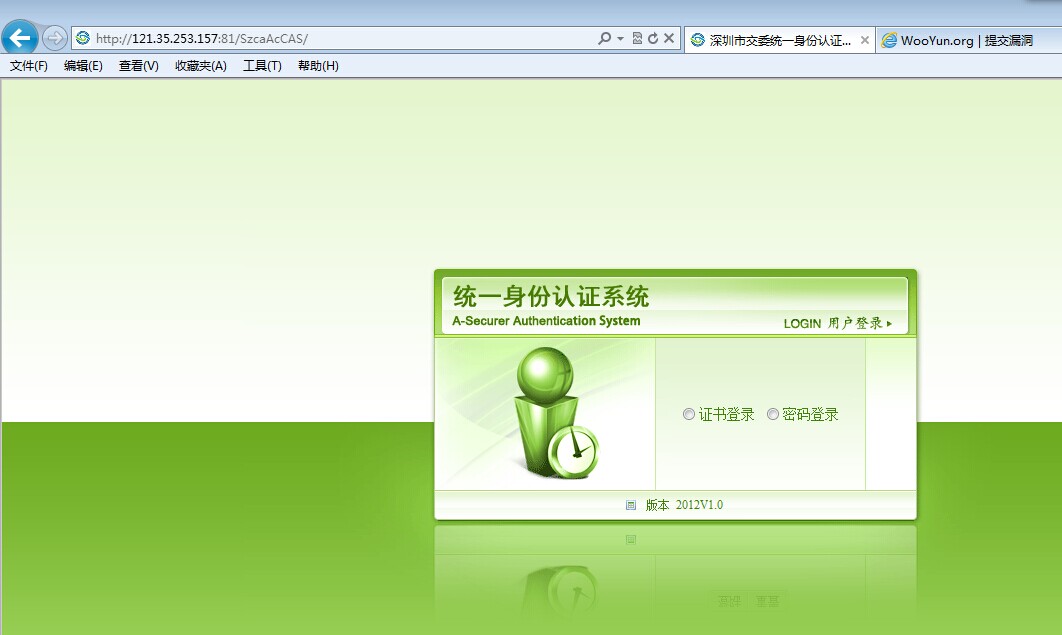 http://121.35.253.157:81/SzcaAcCAS/
深圳市交委统一身份认证...
WooYun.org | 提交漏洞
文件(F) 编辑(E) 查看(V) 收藏夹(A) 工具(T) 帮助(H)
统一身份认证系统
A-Securer Authentication System
LOGIN 用户登录
证书登录 密码登录
版本 2012V1.0